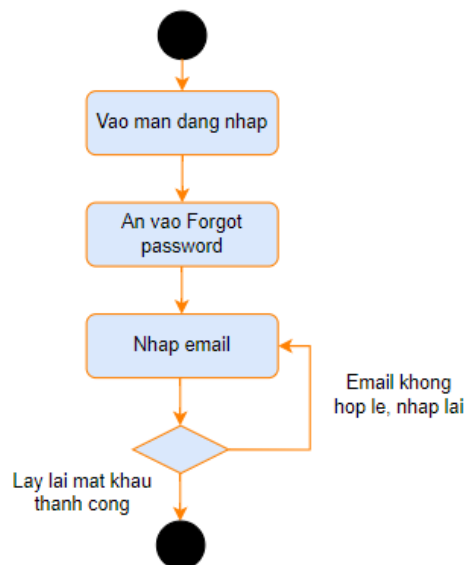 Vao man dang nhap
An vao Forgot
password
Nhap email
Email khong
hop le, nhap lai
Lay lai mat khau
thanh cong